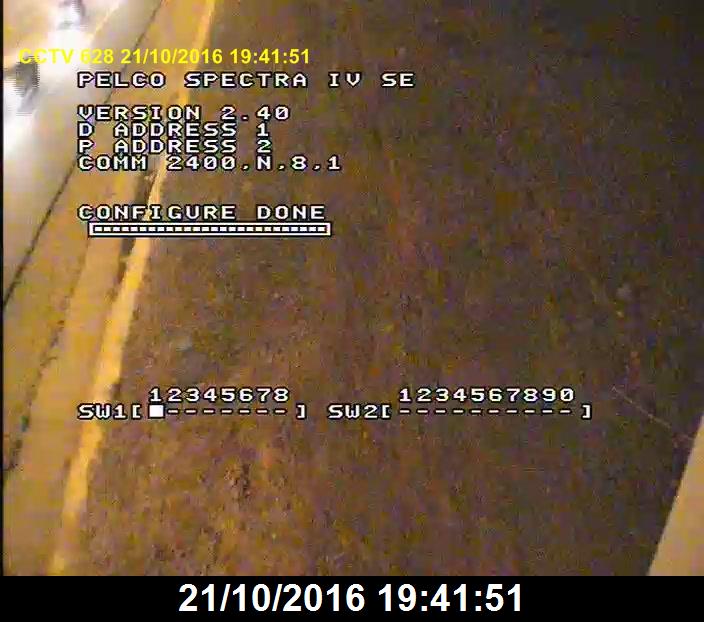 CCTV 628 21/10/2016 19:41:51
PELCO SPECTRA IV SE
VERSION 2.40
D ADDRESS 1
P ADDRESS 2
COMM 2400.N.8.1
CONFIGURE DONE
12345678 1234567890
SW1[■-------] SW2[----------]
21/10/2016 19:41:51